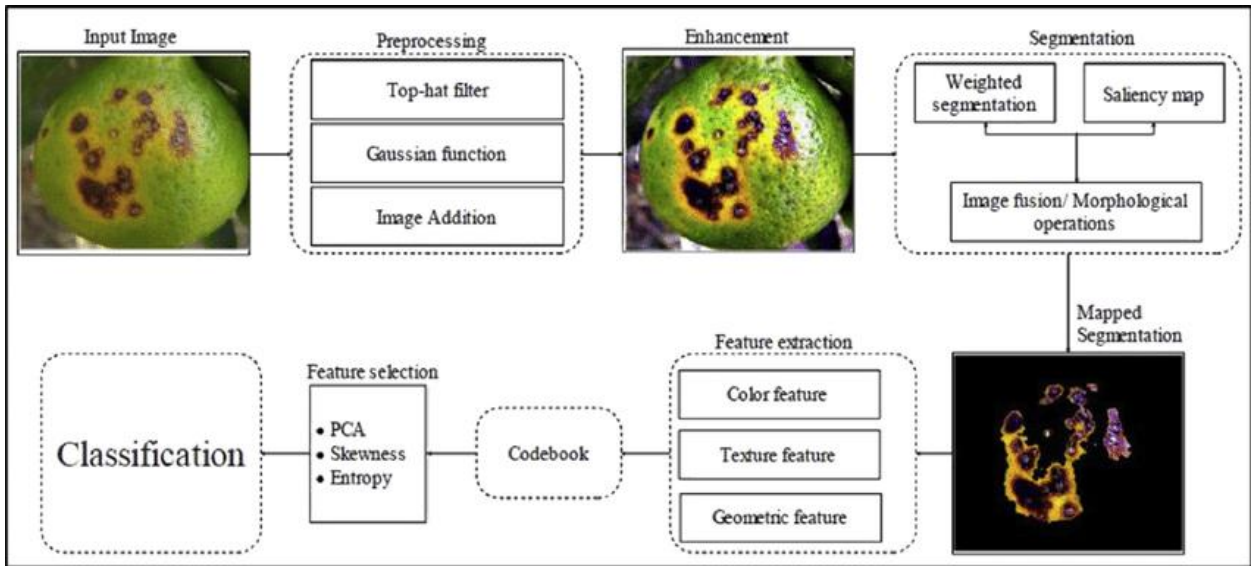 Input Image
Preprocessing
Top-hat filter
Gaussian function
Image Addition
Enhancement
Segmentation
Weighted
segmentation
Saliency map
Image fusion/ Morphological
operations
Mapped
Segmentation
Feature extraction
Color feature
Texture feature
Geometric feature
Codebook
Feature selection
• PCA
• Skewness
• Entropy
Classification